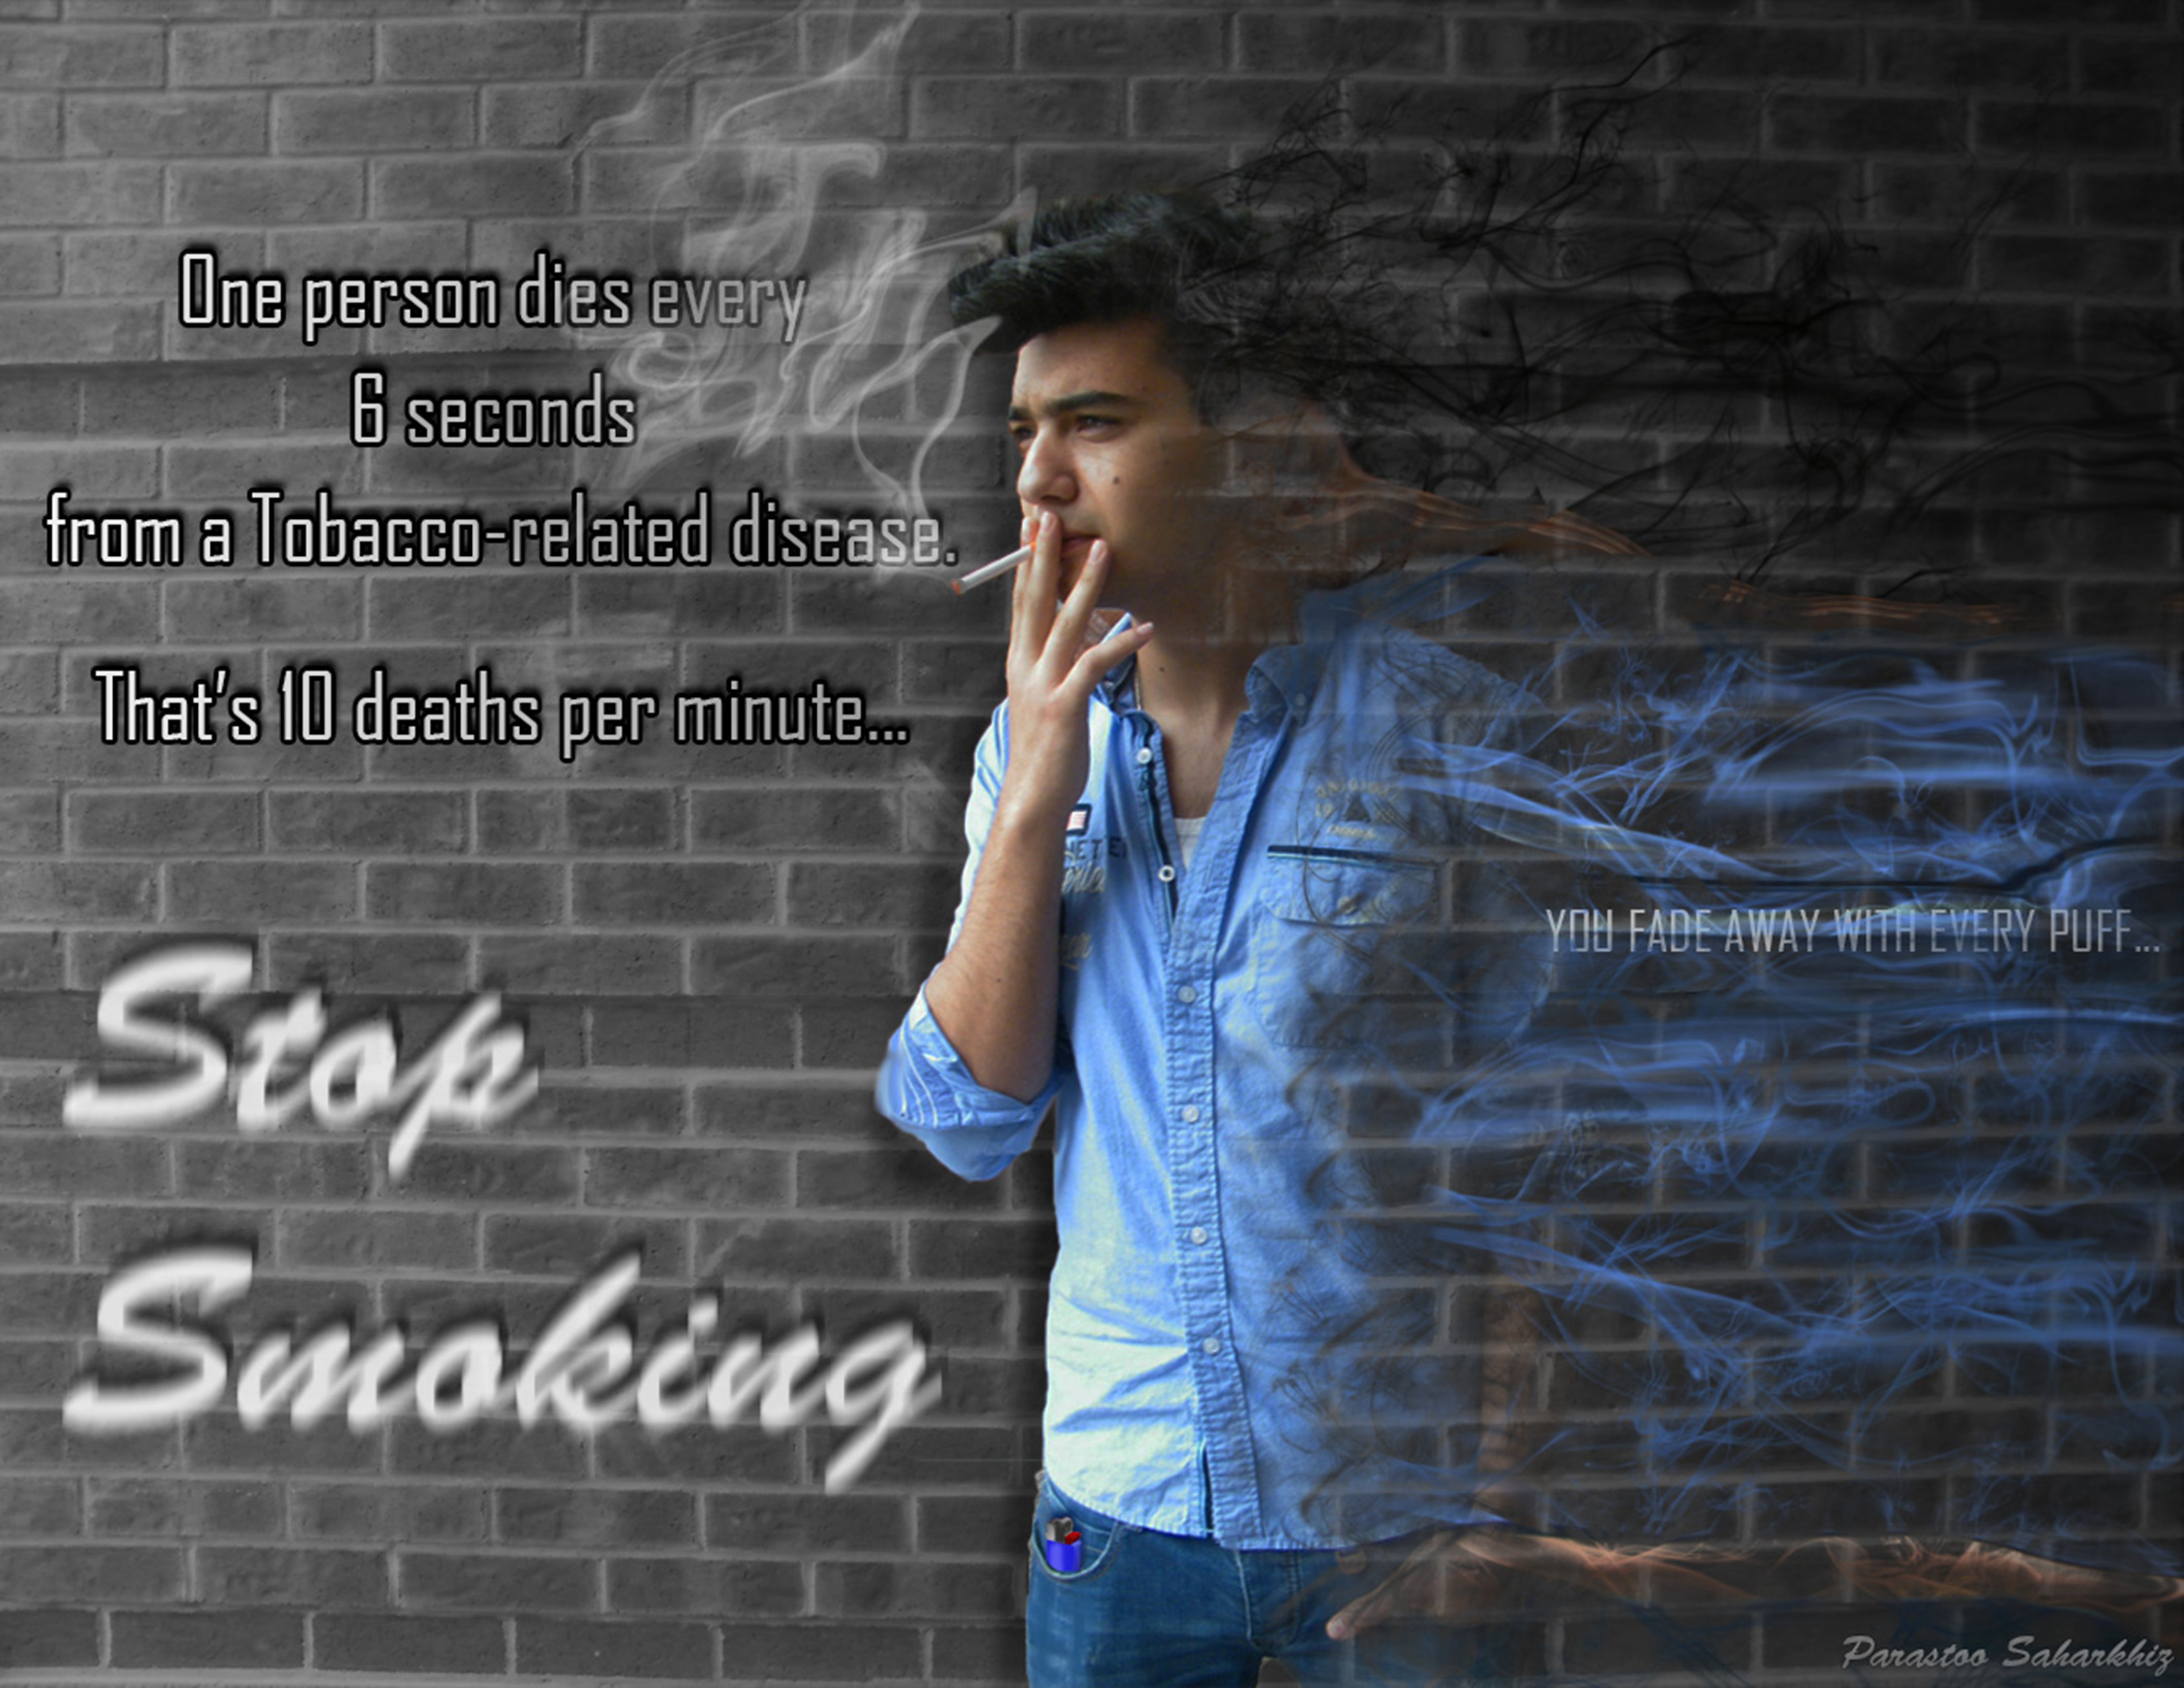 One person dies every
6 seconds
from a Tobacco-related disease.
That's 10 deaths per minute...
YOU FADE AWAY WITH EVERY PUFF...
Stop
Smoking
Parastoo Saharkhiz